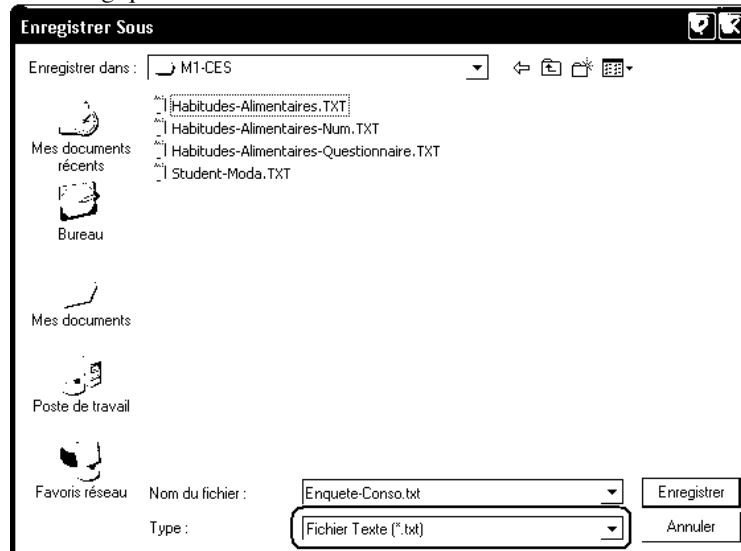 Enregistrer Sous
Enregistrer dans :
M1-CES
Habitudes-Alimentaires.TXT
Habitudes-Alimentaires-Num.TXT
Habitudes-Alimentaires-Questionnaire.TXT
Student-Moda.TXT
Mes documents
récents
Bureau
Mes documents
Poste de travail
Favoris réseau
Nom du fichier :
Enquete-Conso.txt
Enregistrer
Type :
Fichier Texte (*.txt)
Annuler